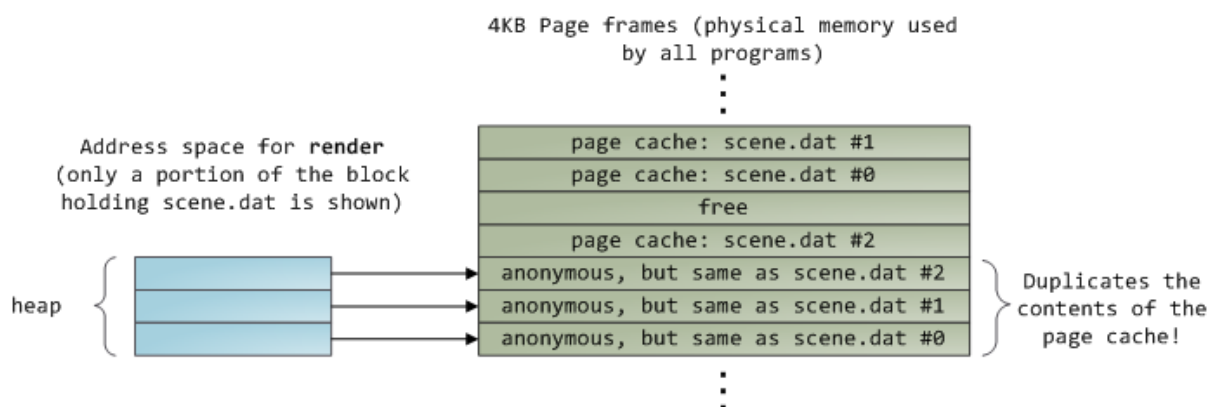 4KB Page frames (physical memory used
by all programs)
Address space for render
(only a portion of the block
holding scene.dat is shown)
page cache: scene.dat #1
page cache: scene.dat #0
free
page cache: scene.dat #2
anonymous, but same as scene.dat #2
anonymous, but same as scene.dat #1
anonymous, but same as scene.dat #0
heap
Duplicates the
contents of the
page cache!